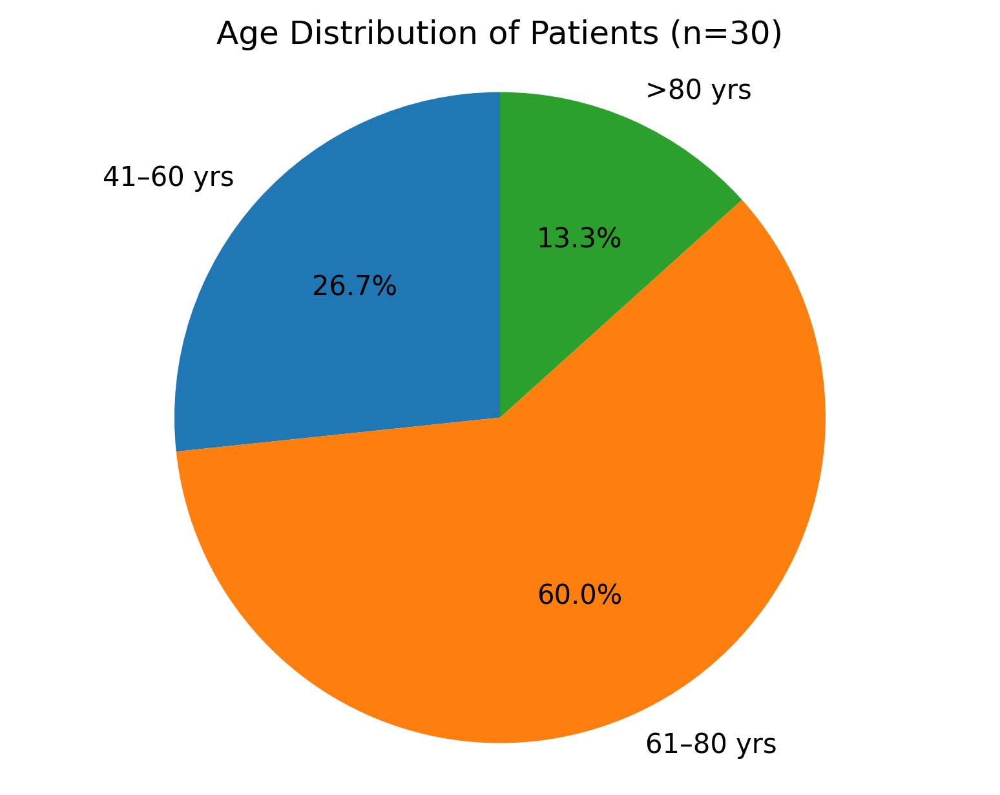 Age Distribution of Patients (n=30)
>80 yrs
41–60 yrs
13.3%
26.7%
60.0%
61–80 yrs